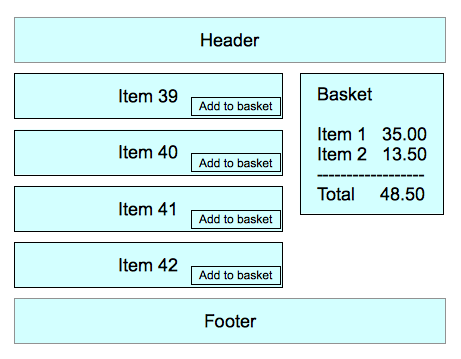 Header
Item 39
Add to basket
Item 40
Add to basket
Item 41
Add to basket
Item 42
Add to basket
Basket
Item 1 35.00
Item 2 13.50
------------------
Total 48.50
Footer